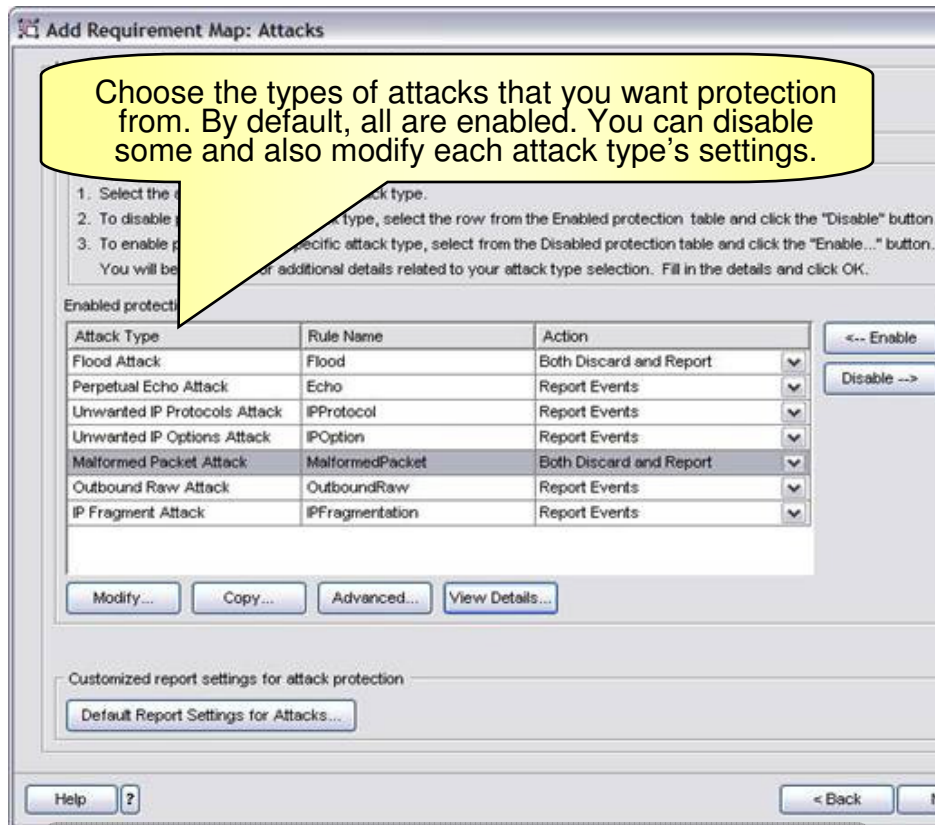 Add Requirement Map: Attacks
Choose the types of attacks that you want protection
from. By default, all are enabled. You can disable
some and also modify each attack type’s settings.
1. Select the type.
2. To disable type, select the row from the Enabled protection table and click the "Disable" button
3. To enable specific attack type, select from the Disabled protection table and click the "Enable..." button.
You will be additional details related to your attack type selection. Fill in the details and click OK.
Enabled
Attack Type Rule Name Action
Flood Attack Flood Both Discard and Report
<-- Enable
Perpetual Echo Attack Echo Report Events
Disable -->
Unwanted IP Protocols Attack IPProtocol Report Events
Unwanted IP Options Attack IPOption Report Events
Malformed Packet Attack MalformedPacket Both Discard and Report
Outbound Raw Attack OutboundRaw Report Events
IP Fragment Attack IPFragmentation Report Events
Modify... Copy... Advanced... View Details...
Customized report settings for attack protection
Default Report Settings for Attacks...
Help ? < Back